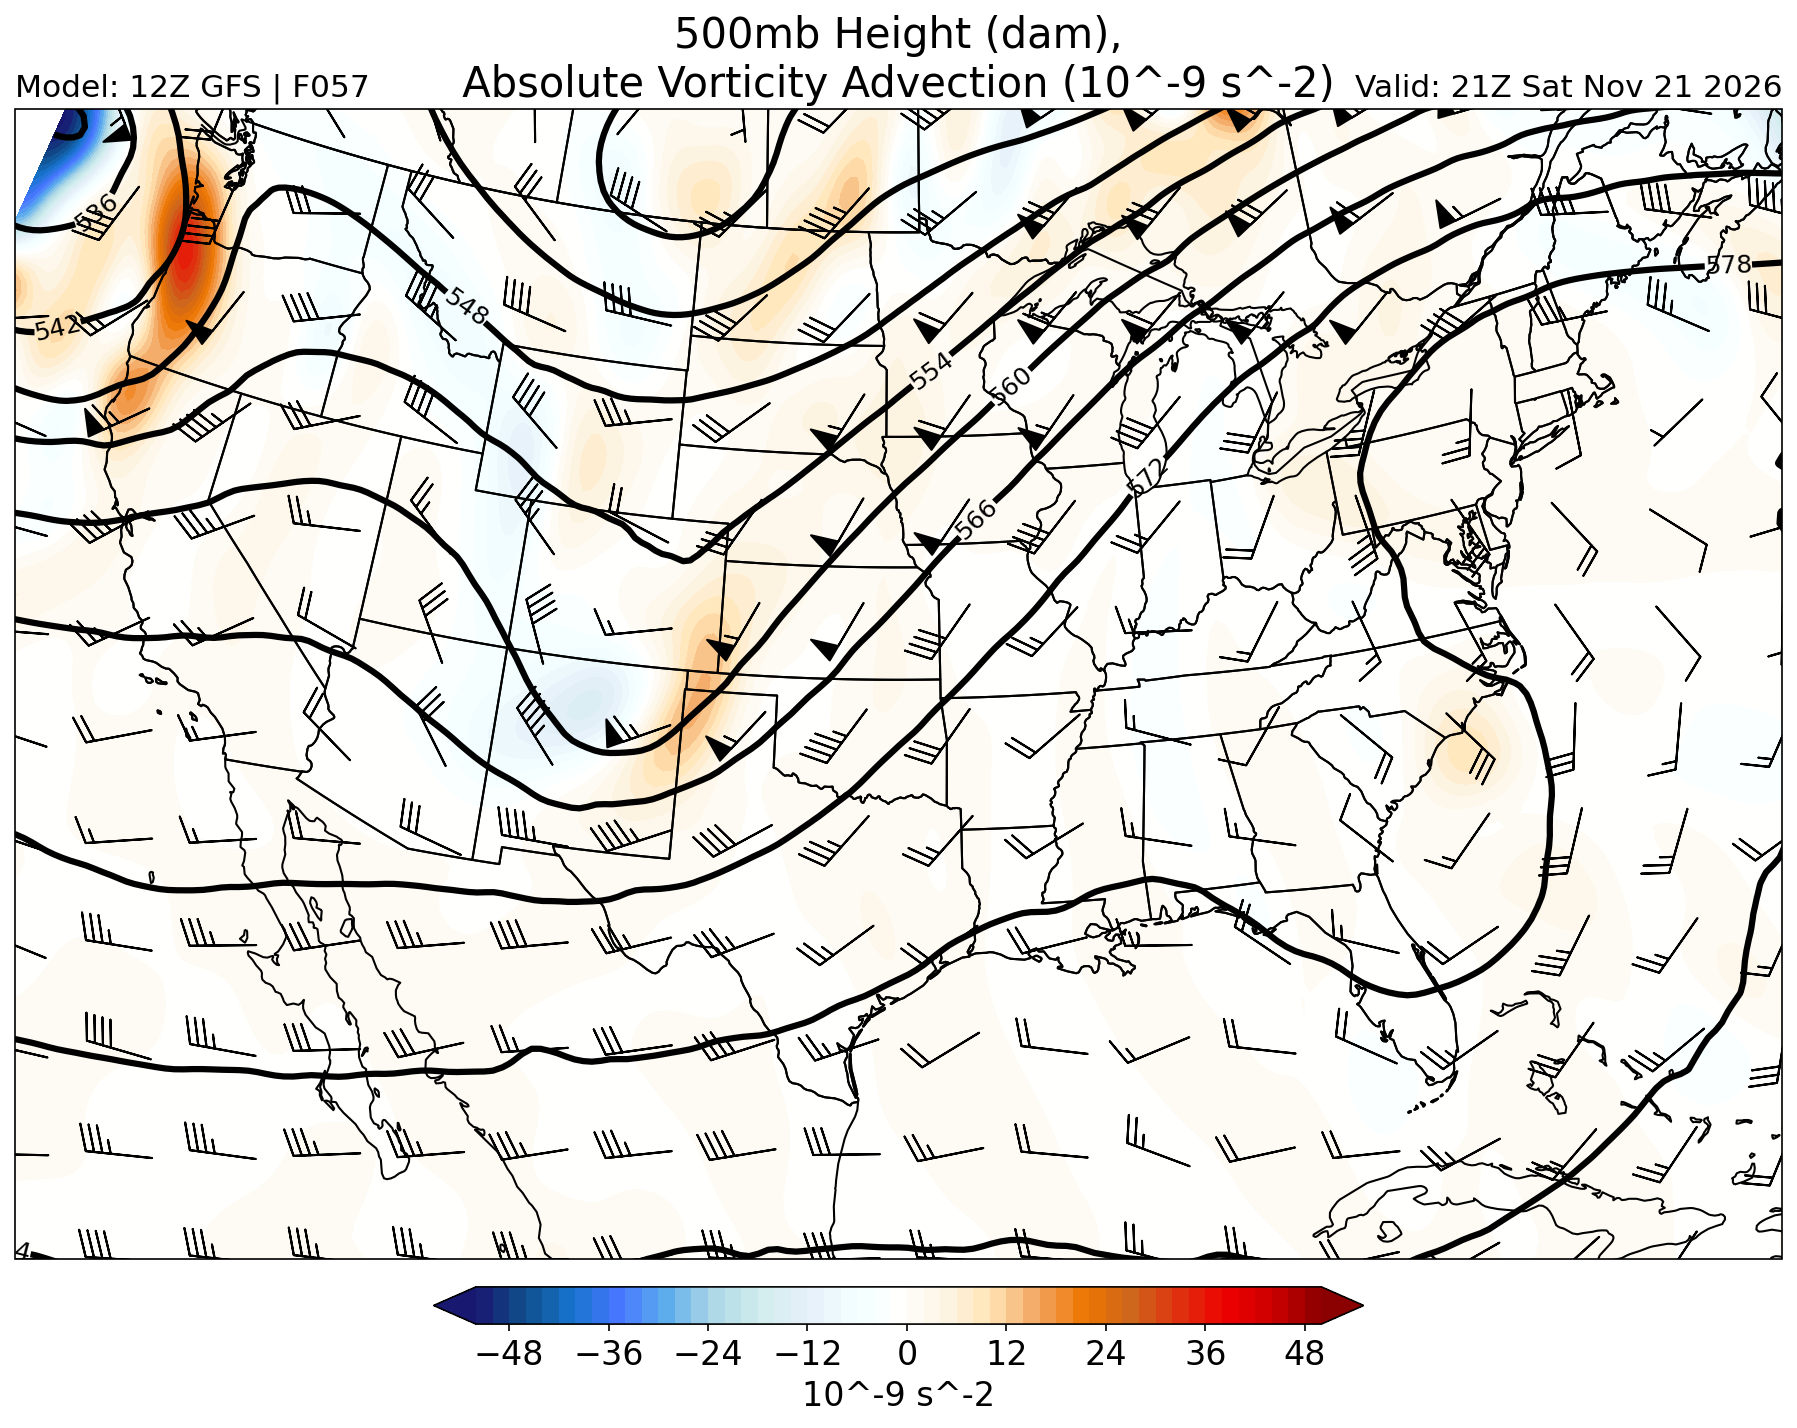 500mb Height (dam),
Model: 12Z GFS | F057
Absolute Vorticity Advection (10^-9 s^-2)
Valid: 21Z Sat Nov 21 2026
536
578
548
542
554
560
572
566
4
−48 −36 −24 −12 0 12 24 36 48
10^-9 s^-2